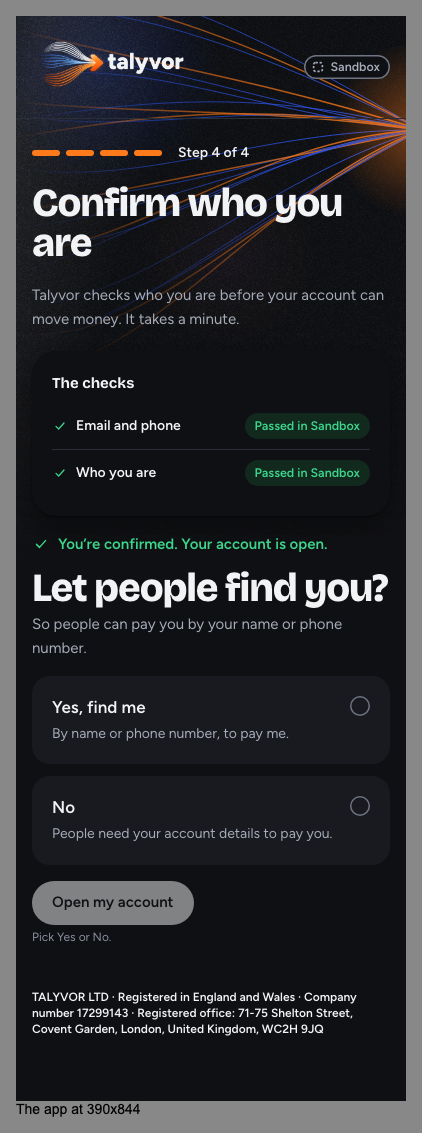 talyvor
Sandbox
Step 4 of 4
Confirm who you
are
Talyvor checks who you are before your account can
move money. It takes a minute.
The checks
Email and phone
Passed in Sandbox
Who you are
Passed in Sandbox
You're confirmed. Your account is open.
Let people find you?
So people can pay you by your name or phone
number.
Yes, find me
By name or phone number, to pay me.
No
People need your account details to pay you.
Open my account
Pick Yes or No.
TALYVOR LTD · Registered in England and Wales · Company
number 17299143 · Registered office: 71-75 Shelton Street,
Covent Garden, London, United Kingdom, WC2H 9JQ
The app at 390x844